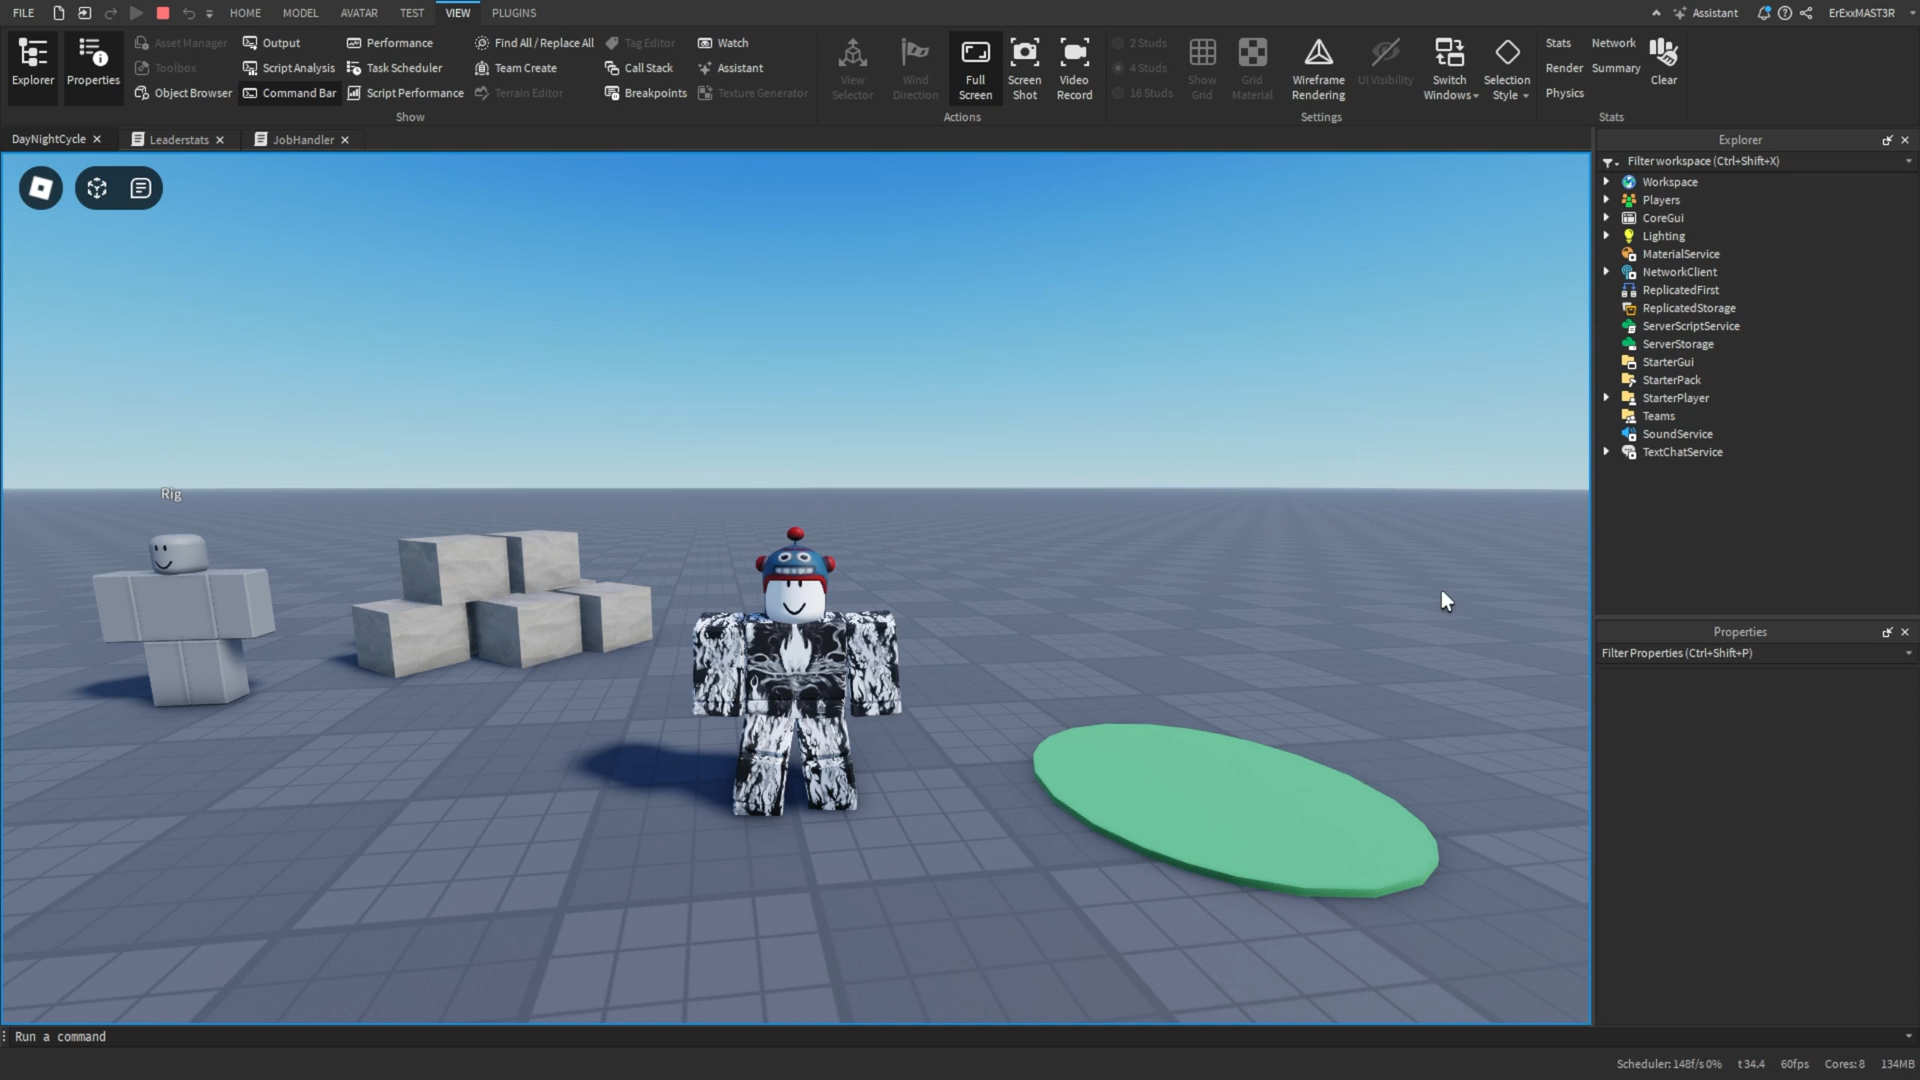 FILE HOME MODEL AVATAR TEST VIEW PLUGINS Assistant ErExxMAST3R
Explorer
Properties
Asset Manager
Toolbox
Object Browser
Output
Script Analysis
Command Bar
Performance
Task Scheduler
Script Performance
Find All / Replace All
Team Create
Terrain Editor
Tag Editor
Call Stack
Breakpoints
Watch
Assistant
Texture Generator
Show
View
Selector
Wind
Direction
Full
Screen
Screen
Shot
Video
Record
Actions
2 Studs
4 Studs
16 Studs
Show
Grid
Grid
Material
Wireframe
Rendering
UI Visibility
Switch
Windows
Selection
Style
Settings
Stats
Render
Physics
Network
Summary
Clear
Stats
DayNightCycle Leaderstats JobHandler
Rig
Explorer
Filter workspace (Ctrl+Shift+X)
Workspace
Players
CoreGui
Lighting
MaterialService
NetworkClient
ReplicatedFirst
ReplicatedStorage
ServerScriptService
ServerStorage
StarterGui
StarterPack
StarterPlayer
Teams
SoundService
TextChatService
Properties
Filter Properties (Ctrl+Shift+P)
Run a command
Scheduler: 148f/s 0% t 34.4 60fps Cores: 8 134MB